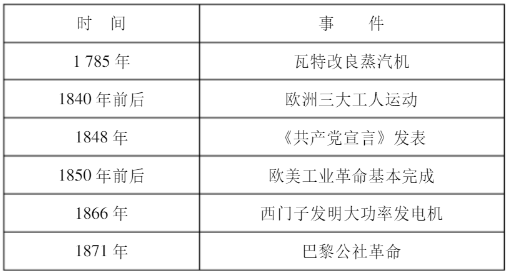 时 间 事 件
1 785 年 瓦特改良蒸汽机
1840 年前后 欧洲三大工人运动
1848 年 《共产党宣言》发表
1850 年前后 欧美工业革命基本完成
1866 年 西门子发明大功率发电机
1871 年 巴黎公社革命